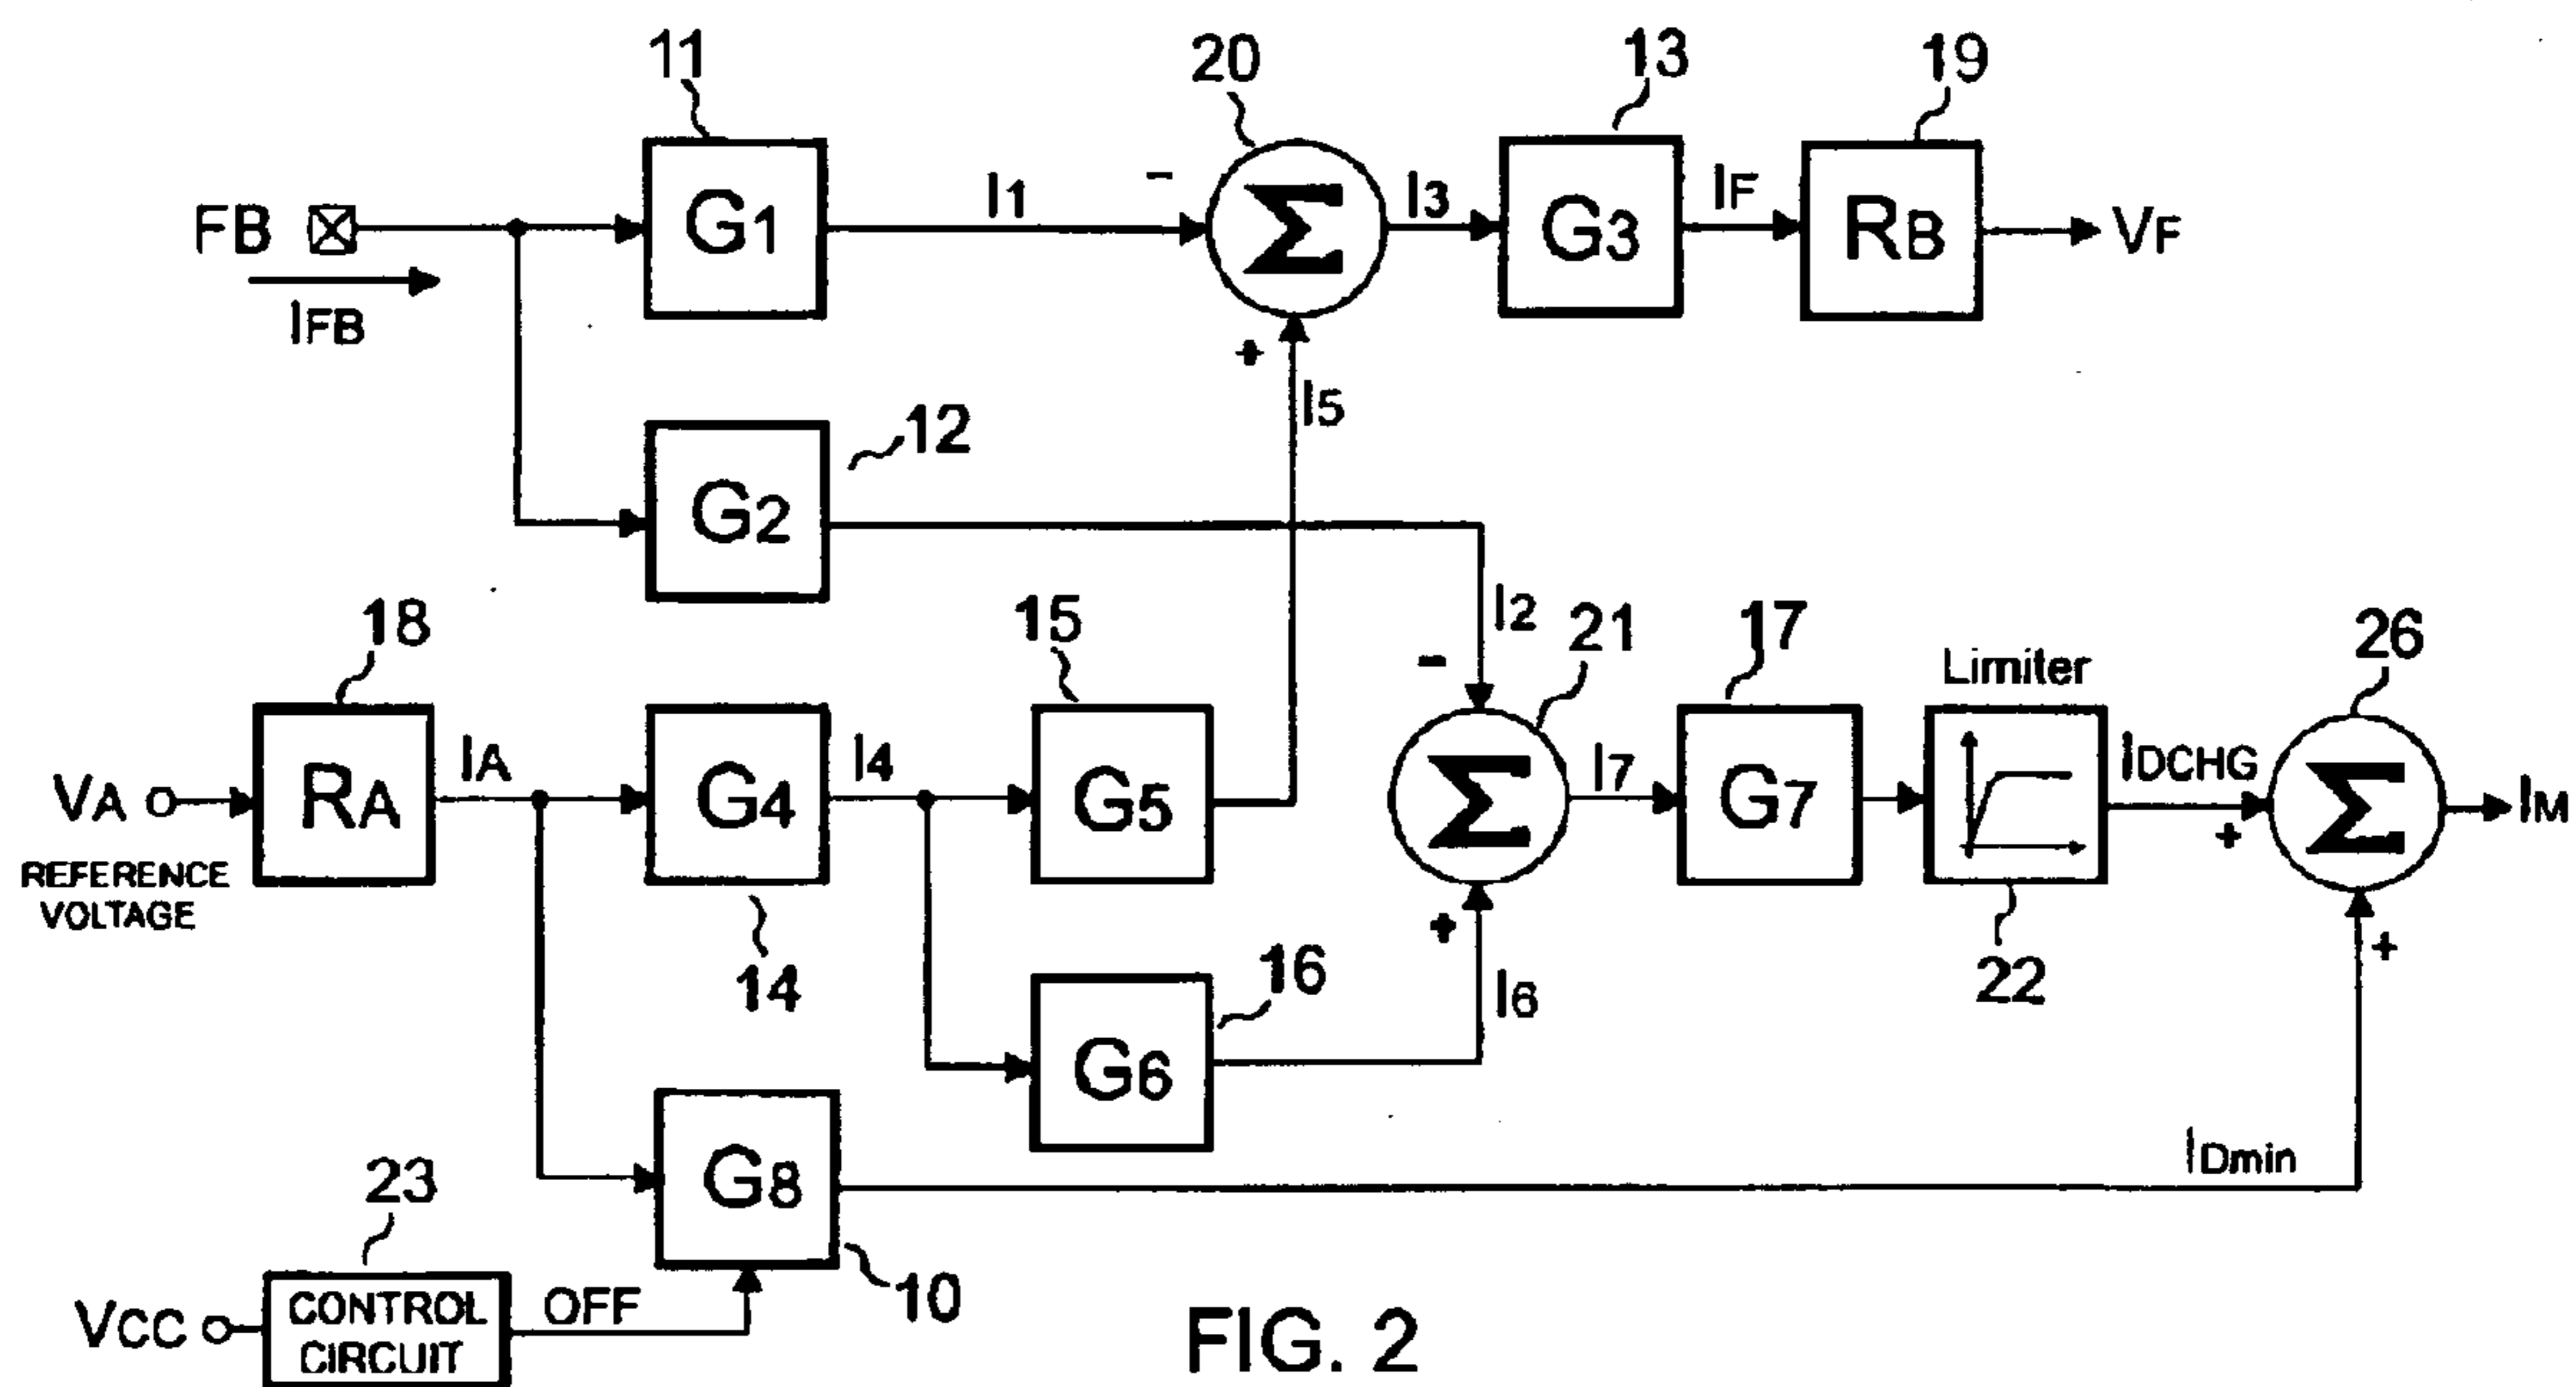 11
20
13
19
FB
G1
I1
-
Σ
I3
G3
IF
RB
VF
IFB
+
I5
12
G2
I2
18
15
21
17
Limiter
26
-
VA
RA
IA
G4
I4
G5
Σ
I7
G7
IDCHG
+
Σ
IM
REFERENCE
VOLTAGE
14
16
+
I6
22
+
G6
23
G8
IDmin
VCC
CONTROL
CIRCUIT
OFF
10
FIG. 2